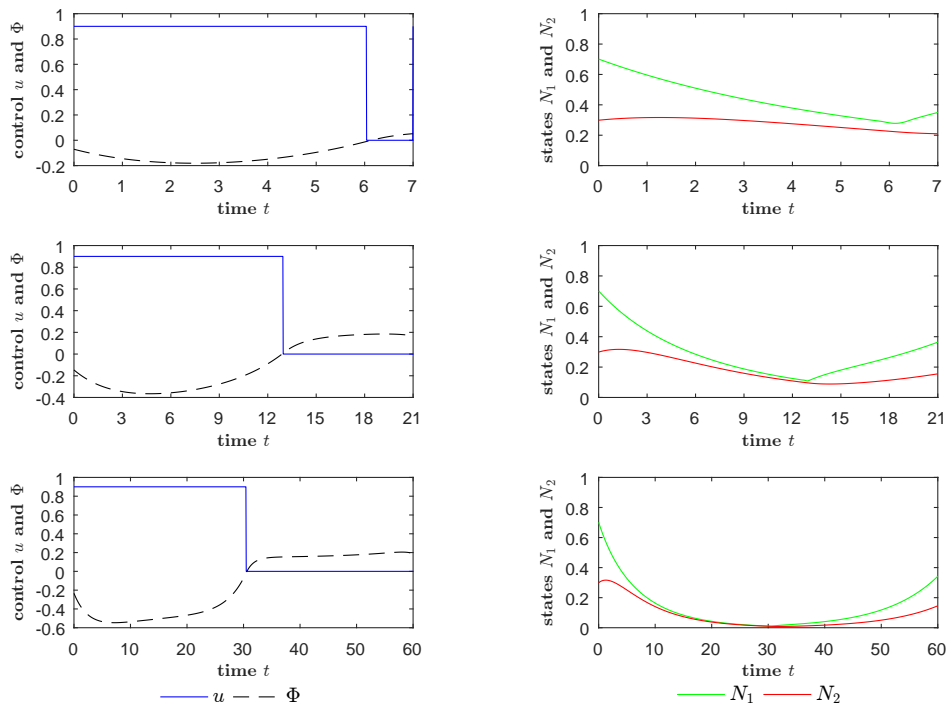 control u and Φ
1
0.8
0.6
0.4
0.2
0
-0.2
0 1 2 3 4 5 6 7
time t
states N₁ and N₂
1
0.8
0.6
0.4
0.2
0
0 1 2 3 4 5 6 7
time t
control u and Φ
1
0.8
0.6
0.4
0.2
0
-0.2
-0.4
0 3 6 9 12 15 18 21
time t
states N₁ and N₂
1
0.8
0.6
0.4
0.2
0
0 3 6 9 12 15 18 21
time t
control u and Φ
1
0.8
0.6
0.4
0.2
0
-0.2
-0.4
-0.6
0 10 20 30 40 50 60
time t
states N₁ and N₂
1
0.8
0.6
0.4
0.2
0
0 10 20 30 40 50 60
time t
u Φ
N₁ N₂